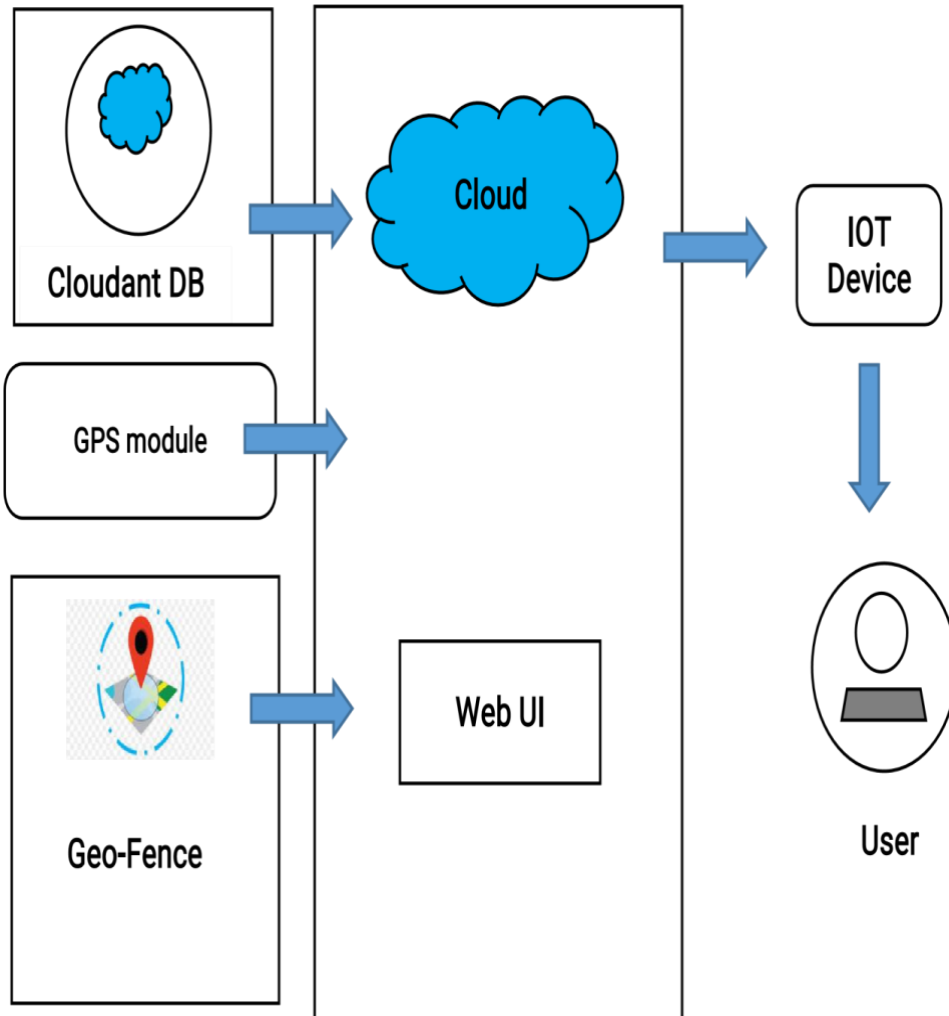 Cloud
Cloudant DB
IOT
Device
GPS module
Web UI
Geo-Fence
User